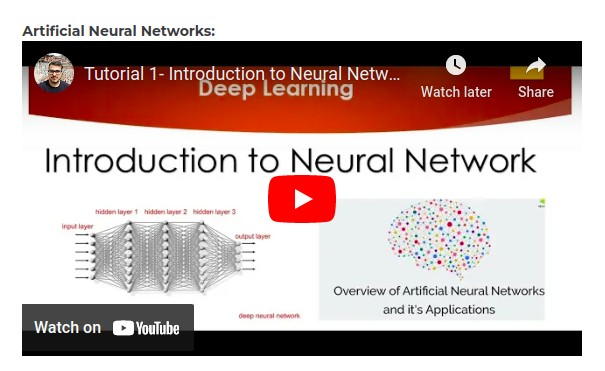 Artificial Neural Networks:
Tutorial 1- Introduction to Neural Netw...
Watch later
Share
Deep Learning
Introduction to Neural Network
hidden layer 1 hidden layer 2 hidden layer 3
input layer
output layer
deep neural network
Overview of Artificial Neural Networks
and it's Applications
Watch on YouTube